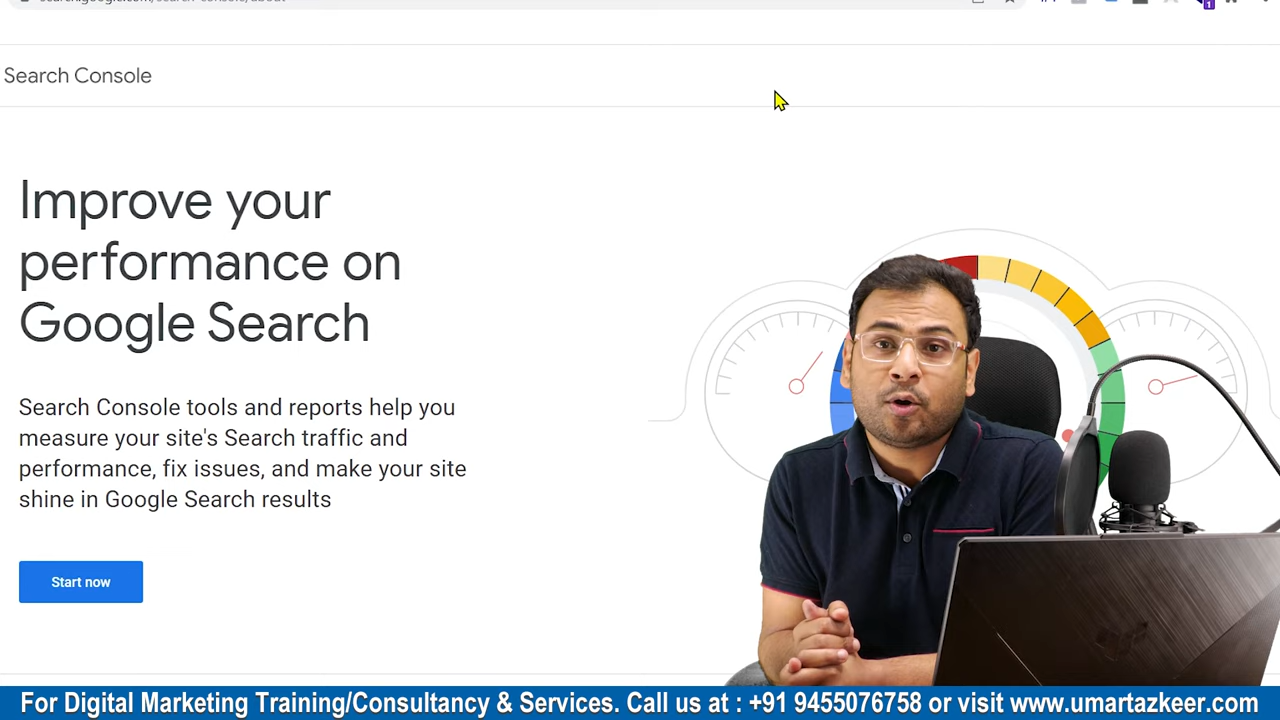 Search Console
Improve your
performance on
Google Search
Search Console tools and reports help you
measure your site's Search traffic and
performance, fix issues, and make your site
shine in Google Search results
Start now
For Digital Marketing Training/Consultancy & Services. Call us at : +91 9455076758 or visit www.umartazkeer.com